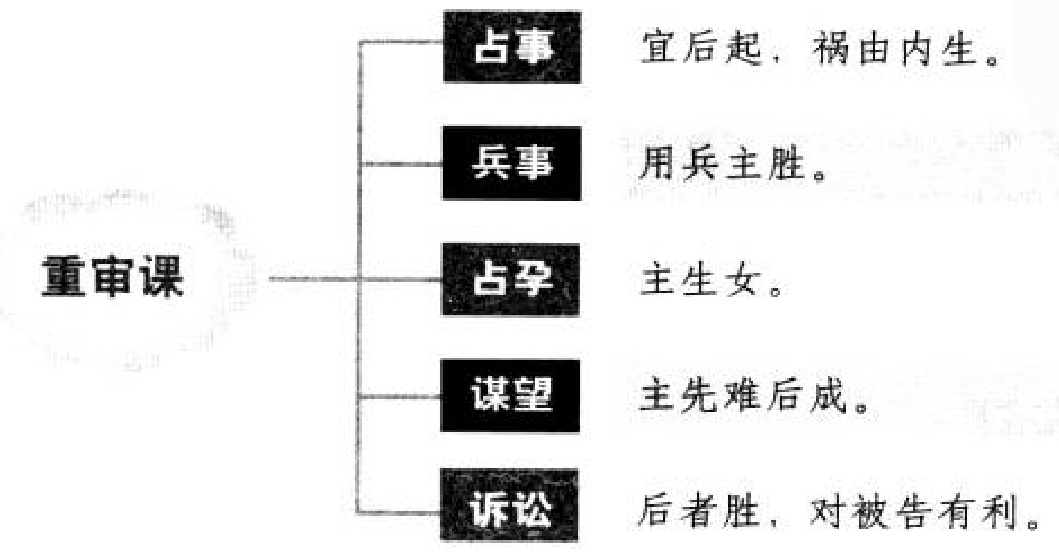 占事 宜后起，祸由内生。
兵事 用兵主胜。
重审课
占孕 主生女。
谋望 主先难后成。
诉讼 后者胜，对被告有利。